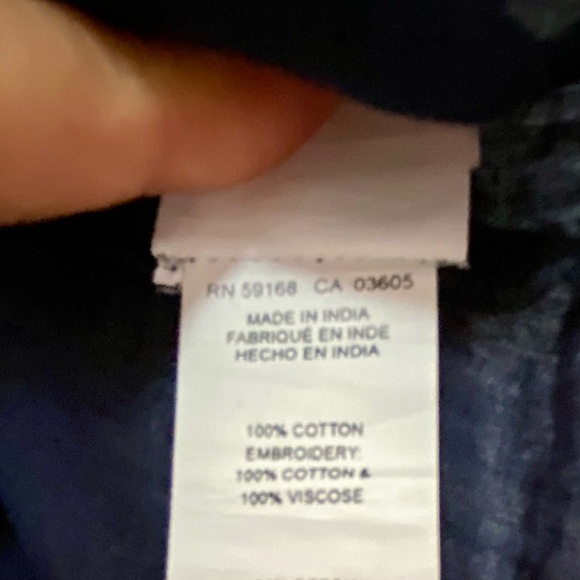 RN 59168 CA 03605
MADE IN INDIA
FABRIQUÉ EN INDE
HECHO EN INDIA
100% COTTON
EMBROIDERY:
100% COTTON &
100% VISCOSE